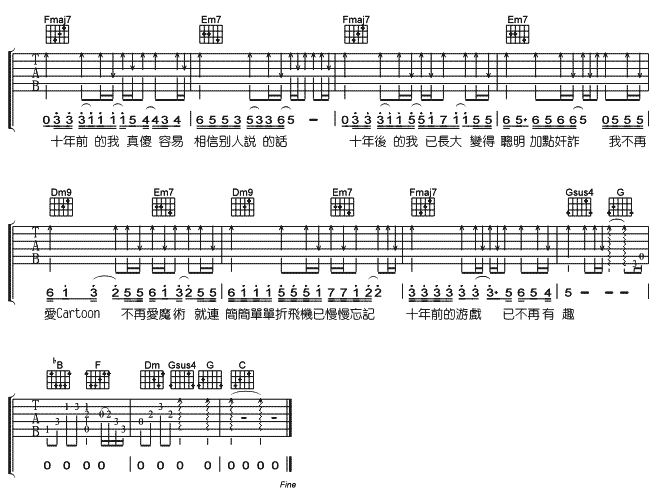 Fmaj7 Em7 Fmaj7 Em7
T A B
0 3 3 3 1 1 1 1 5 4 4 3 4 6 5 5 3 5 3 3 6 5 – 0 3 3 3 3 1 1 5 1 7 1 1 5 5 6 5· 6 5 6 6 5 0 5 5 5
十年前 的我 真傻 容易 相信别人説 的話 十年後 的我 已長大 變得 聰明 加點奸詐 我不再
Dm9 Em7 Dm9 Em7 Fmaj7 Gsus4 G
0
3
6 1 3 2 5 5 5 6 1 3 2 5 5 6 1 1 1 5 5 5 5 6 7 1 2 2 3 3 3 3 3 3 3· 5 6 5 4 5 – – –
愛Cartoon 不再愛魔術 就連 簡簡單單折飛機已慢慢忘記 十年前的游戲 已不再有 趣
♭B F Dm Gsus4 G C
T A B
0 0 0 0 0 0 0 0 0 0 0 0
Fine